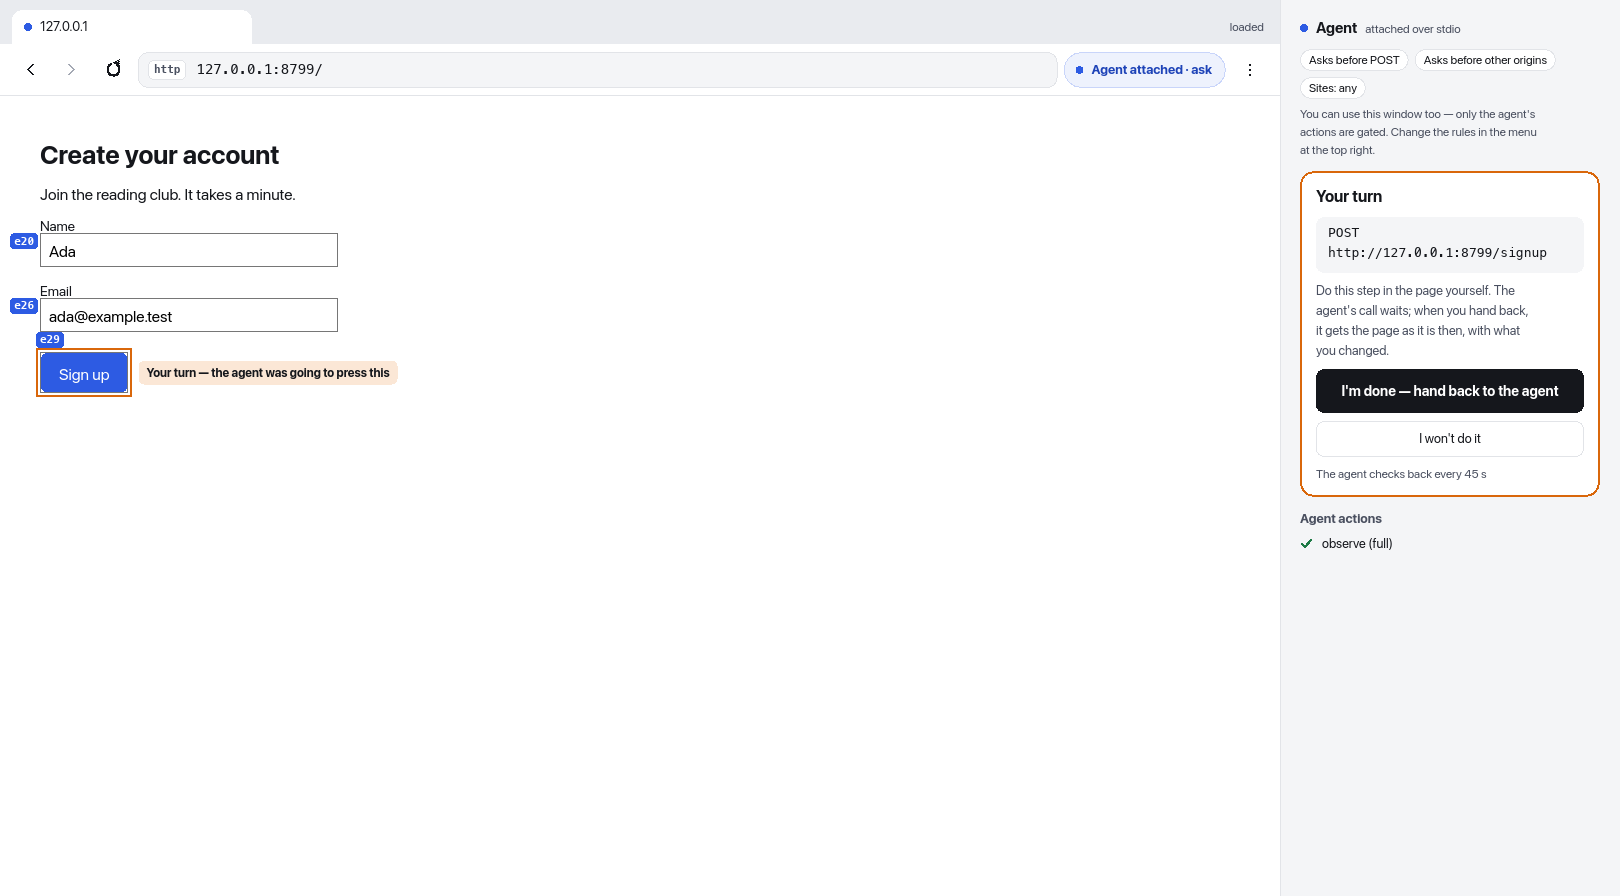 127.0.0.1
loaded
http 127.0.0.1:8799/
Agent attached · ask
Create your account
Join the reading club. It takes a minute.
Name
e20
Ada
Email
e26
ada@example.test
e29
Sign up
Your turn — the agent was going to press this
Agent attached over stdio
Asks before POST
Asks before other origins
Sites: any
You can use this window too — only the agent's
actions are gated. Change the rules in the menu
at the top right.
Your turn
POST
http://127.0.0.1:8799/signup
Do this step in the page yourself. The
agent's call waits; when you hand back,
it gets the page as it is then, with what
you changed.
I'm done — hand back to the agent
I won't do it
The agent checks back every 45 s
Agent actions
observe (full)